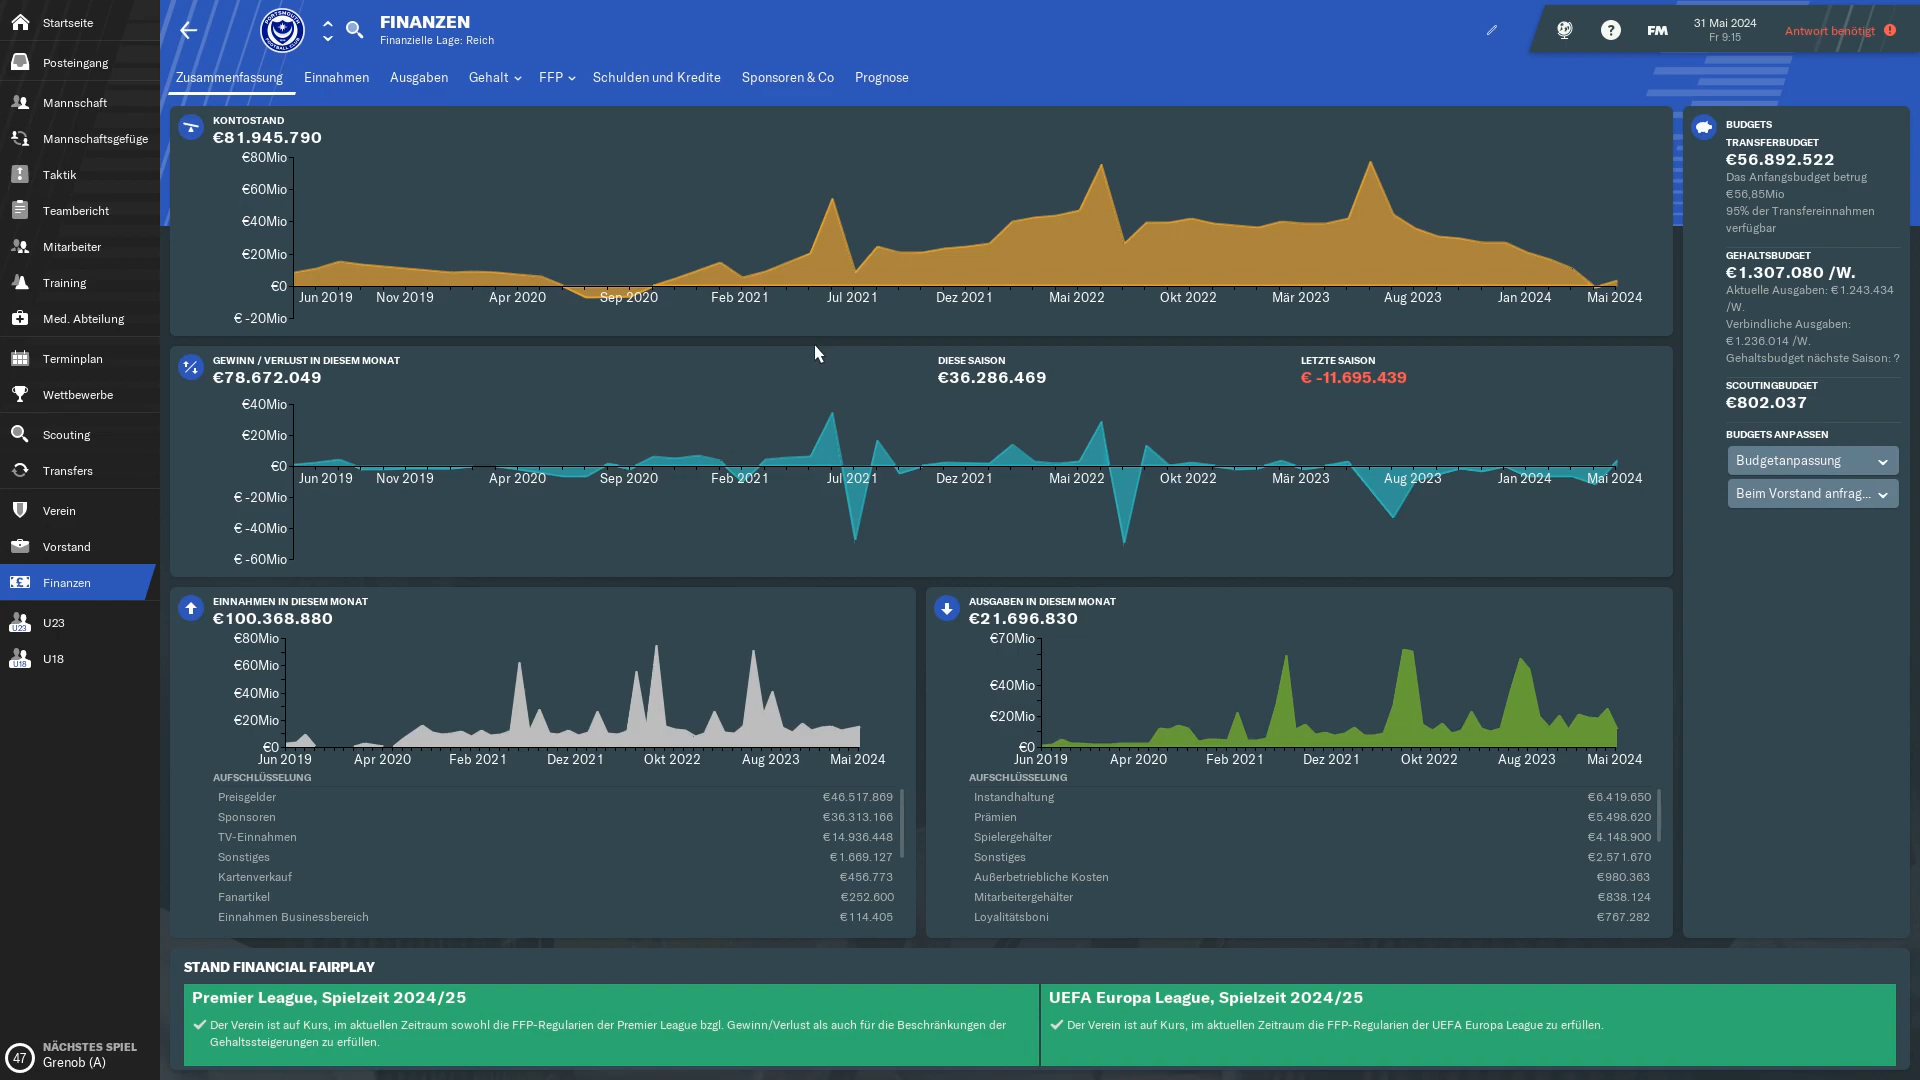 Startseite
Posteingang
Mannschaft
Mannschaftsgefüge
Taktik
Teambericht
Mitarbeiter
Training
Med. Abteilung
Terminplan
Wettbewerbe
Scouting
Transfers
Verein
Vorstand
Finanzen
U23
U23
U18
U18
47
NÄCHSTES SPIEL
Grenob (A)
FINANZEN
Finanzielle Lage: Reich
FM
31 Mai 2024
Fr 9:15
Antwort benötigt
Zusammenfassung Einnahmen Ausgaben Gehalt FFP Schulden und Kredite Sponsoren & Co Prognose
KONTOSTAND
€81.945.790
€80Mio
€60Mio
€40Mio
€20Mio
€0
€ -20Mio
Jun 2019 Nov 2019 Apr 2020 Sep 2020 Feb 2021 Jul 2021 Dez 2021 Mai 2022 Okt 2022 Mär 2023 Aug 2023 Jan 2024 Mai 2024
GEWINN / VERLUST IN DIESEM MONAT
€78.672.049
DIESE SAISON
€36.286.469
LETZTE SAISON
€ -11.695.439
€40Mio
€20Mio
€0
€ -20Mio
€ -40Mio
€ -60Mio
Jun 2019 Nov 2019 Apr 2020 Sep 2020 Feb 2021 Jul 2021 Dez 2021 Mai 2022 Okt 2022 Mär 2023 Aug 2023 Jan 2024 Mai 2024
EINNAHMEN IN DIESEM MONAT
€100.368.880
€80Mio
€60Mio
€40Mio
€20Mio
€0
Jun 2019 Apr 2020 Feb 2021 Dez 2021 Okt 2022 Aug 2023 Mai 2024
AUFSCHLÜSSELUNG
Preisgelder €46.517.869
Sponsoren €36.313.166
TV-Einnahmen €14.936.448
Sonstiges €1.669.127
Kartenverkauf €456.773
Fanartikel €252.600
Einnahmen Businessbereich €114.405
AUSGABEN IN DIESEM MONAT
€21.696.830
€70Mio
€40Mio
€20Mio
€0
Jun 2019 Apr 2020 Feb 2021 Dez 2021 Okt 2022 Aug 2023 Mai 2024
AUFSCHLÜSSELUNG
Instandhaltung €6.419.650
Prämien €5.498.620
Spielergehälter €4.148.900
Sonstiges €2.571.670
Außerbetriebliche Kosten €980.363
Mitarbeitergehälter €838.124
Loyalitätsboni €767.282
BUDGETS
TRANSFERBUDGET
€56.892.522
Das Anfangsbudget betrug
€56,85Mio
95% der Transfereinnahmen
verfügbar
GEHALTSBUDGET
€1.307.080 /W.
Aktuelle Ausgaben: €1.243.434
/W.
Verbindliche Ausgaben:
€1.236.014 /W.
Gehaltsbudget nächste Saison: ?
SCOUTINGBUDGET
€802.037
BUDGETS ANPASSEN
Budgetanpassung
Beim Vorstand anfrag...
STAND FINANCIAL FAIRPLAY
Premier League, Spielzeit 2024/25
Der Verein ist auf Kurs, im aktuellen Zeitraum sowohl die FFP-Regularien der Premier League bzgl. Gewinn/Verlust als auch für die Beschränkungen der
Gehaltssteigerungen zu erfüllen.
UEFA Europa League, Spielzeit 2024/25
Der Verein ist auf Kurs, im aktuellen Zeitraum die FFP-Regularien der UEFA Europa League zu erfüllen.